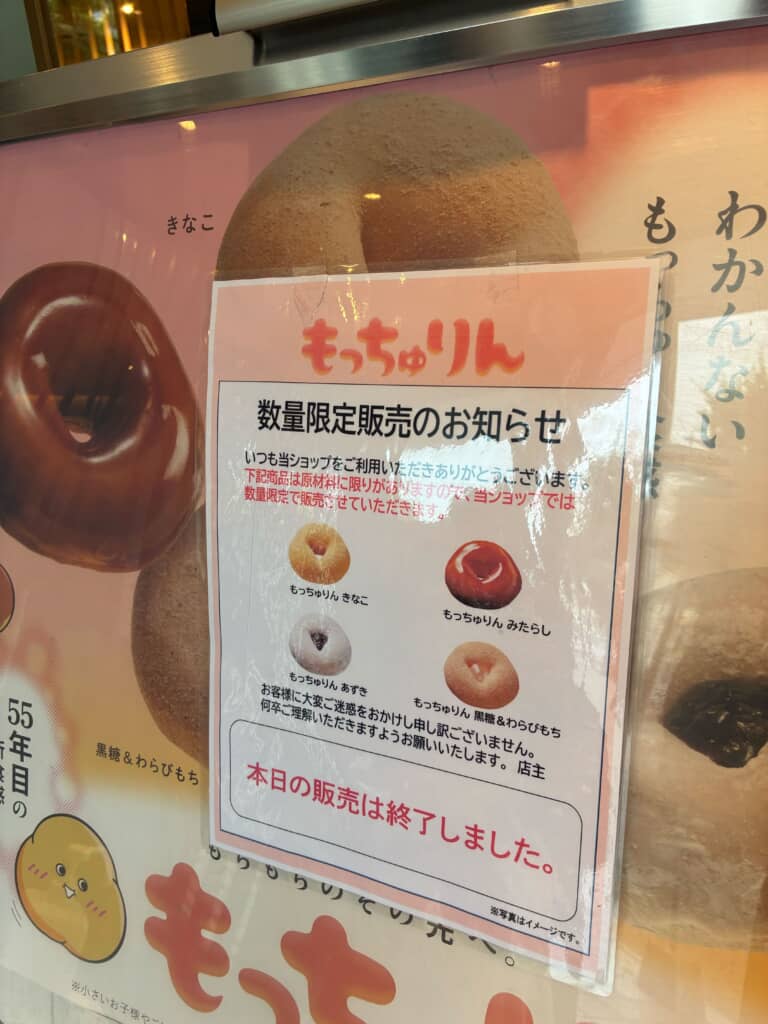 きなこ
わかんない
もっちゅりん
数量限定販売のお知らせ
いつも当ショップをご利用いただきありがとうございます。
下記商品は原材料に限りがありますので、当ショップでは
数量限定で販売させていただきます。
もっちゅりん きなこ
もっちゅりん みたらし
もっちゅりん あずき
もっちゅりん 黒糖&わらびもち
お客様に大変ご迷惑をおかけし申し訳ございません。
何卒ご理解いただきますようお願いいたします。 店主
本日の販売は終了しました。
※写真はイメージです。
黒糖&わらびもち
55年目の
もっち
※小さいお子様や